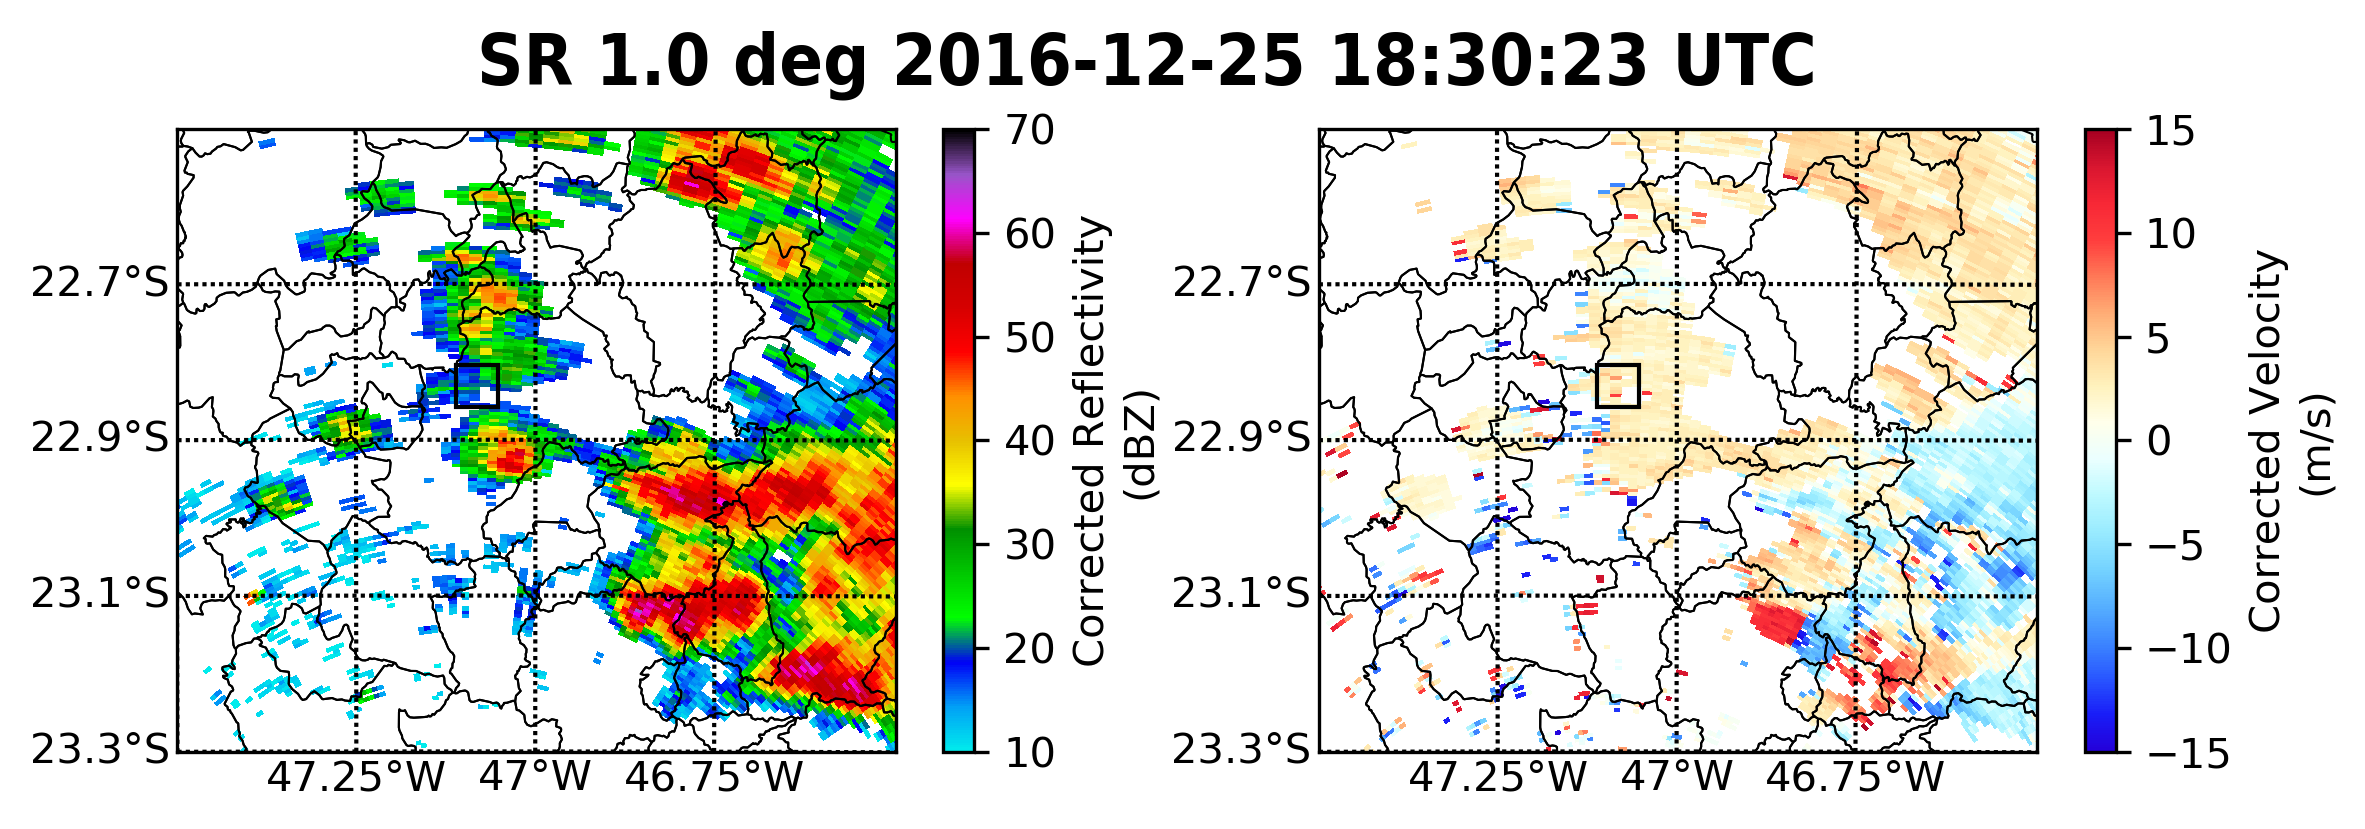 SR 1.0 deg 2016-12-25 18:30:23 UTC
22.7°S
22.9°S
23.1°S
23.3°S
47.25°W
47°W
46.75°W
70
60
50
40
30
20
10
Corrected Reflectivity
(dBZ)
22.7°S
22.9°S
23.1°S
23.3°S
47.25°W
47°W
46.75°W
15
10
5
0
−5
−10
−15
Corrected Velocity
(m/s)